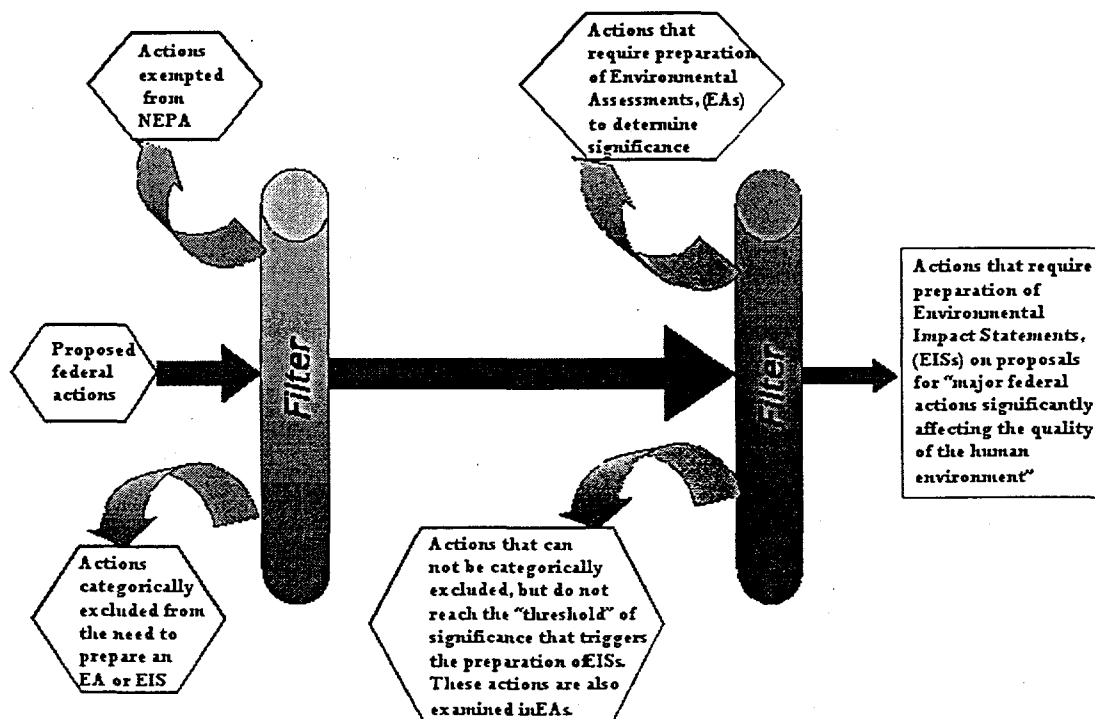 Actions
exempted
from
NEPA
Actions that
require preparation
of Environmental
Assessments, (EAs)
to determine
significance
Proposed
federal
actions
Filter
Filter
Actions that require
preparation of
Environmental
Impact Statements,
(EISs) on proposals
for "major federal
actions significantly
affecting the quality
of the human
environment"
Actions
categorically
excluded from
the need to
prepare an
EA or EIS
Actions that can
not be categorically
excluded, but do not
reach the "threshold" of
significance that triggers
the preparation ofEISs.
These actions are also
examined inEAs.